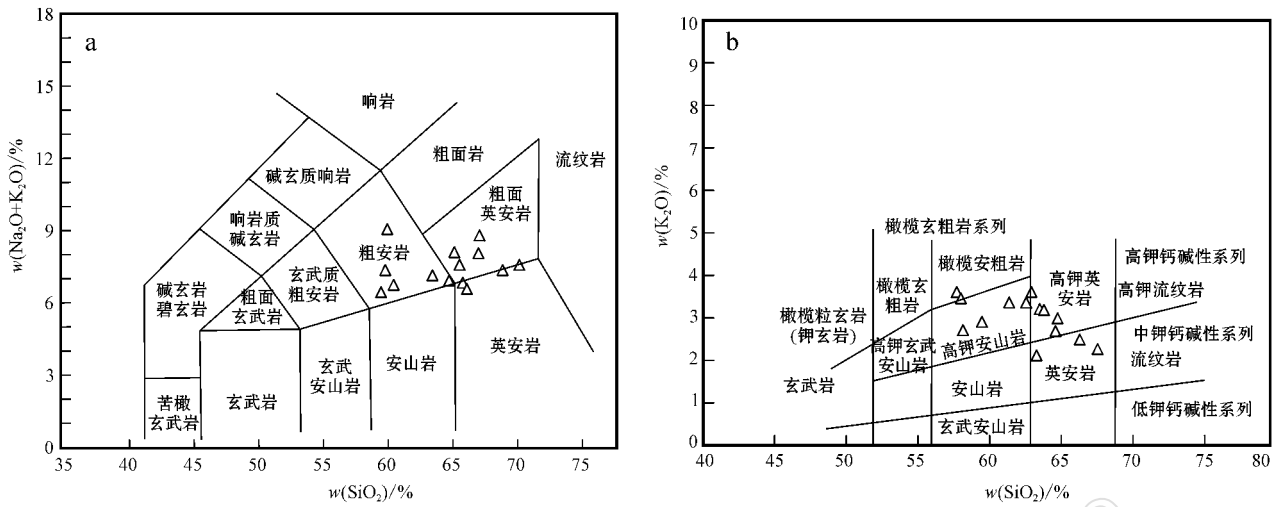 a
w(Na₂O+K₂O)/%
18
15
12
9
6
3
0
响岩
粗面岩
流纹岩
碱玄质响岩
粗面
英安岩
响岩质
碱玄岩
粗安岩
玄武质
粗安岩
碱玄岩
碧玄岩
粗面
玄武岩
英安岩
玄武
安山岩
安山岩
苦橄
玄武岩
玄武岩
35 40 45 50 55 60 65 70 75
w(SiO₂)/%
b
w(K₂O)/%
10
9
8
7
6
5
4
3
2
1
0
橄榄玄粗岩系列
橄榄安粗岩
高钾钙碱性系列
橄榄玄
粗岩
高钾英
安岩
高钾流纹岩
橄榄粒玄岩
(钾玄岩)
高钾玄武
安山岩
高钾安山岩
中钾钙碱性系列
流纹岩
玄武岩
安山岩
英安岩
低钾钙碱性系列
玄武安山岩
40 45 50 55 60 65 70 75 80
w(SiO₂)/%